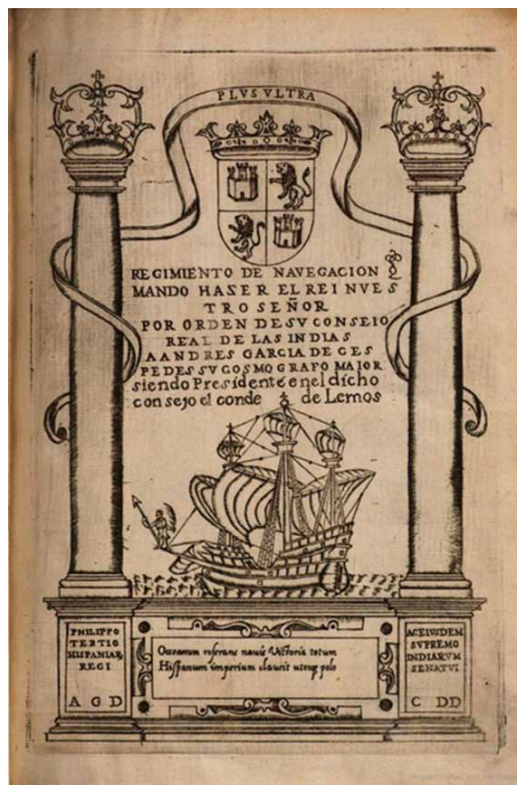 PLVS VLTRA
REGIMIENTO DE NAVEGACION Q̃
MANDO HASER EL REI NVES
TRO SEÑOR
POR ORDEN DE SV CONSEIO
REAL DE LAS INDIAS
A ANDRES GARCIA DE CES
PEDES SV COSMOGRAFO MAIOR
siendo Presidente en el dicho
consejo el conde de Lemos
PHILIPPO
TERTIO
HISPANIAR,
REGI
A G D
Oceanum reserans navis Victoria totum
Hispanum imperium clausit utroq polo
AC EIVSDEM
SVPREMO
INDIARVM
SENATVI
C DD